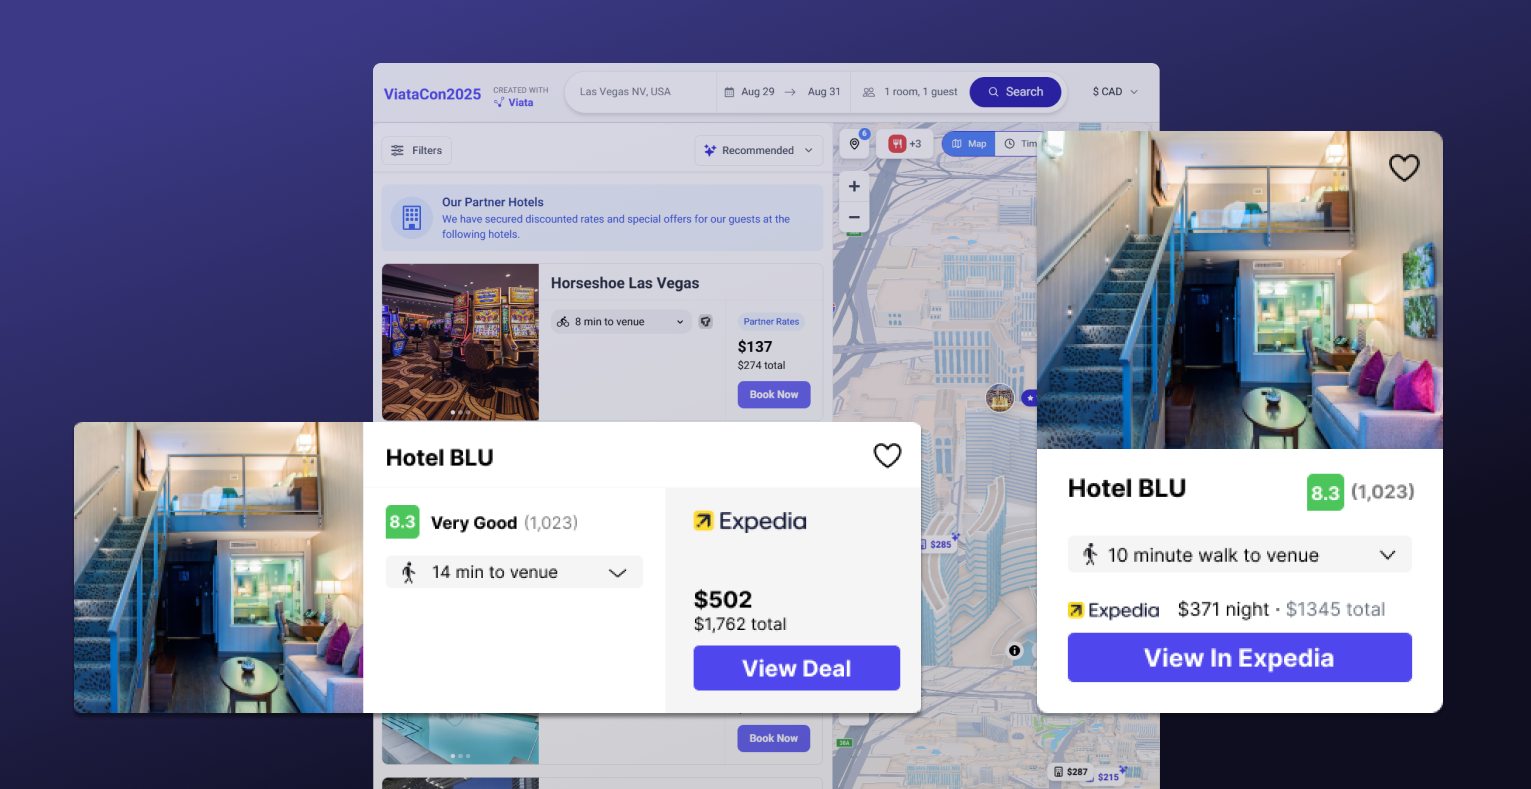 ViataCon2025
CREATED WITH
Viata
Las Vegas NV, USA
Aug 29
Aug 31
1 room, 1 guest
Search
$ CAD
Filters
Recommended
6
+3
Map
Tim
Our Partner Hotels
We have secured discounted rates and special offers for our guests at the
following hotels.
Horseshoe Las Vegas
8 min to venue
Partner Rates
$137
$274 total
Book Now
Hotel BLU
8.3 Very Good (1,023)
14 min to venue
Expedia
$502
$1,762 total
View Deal
$285
Hotel BLU
8.3 (1,023)
10 minute walk to venue
Expedia $371 night · $1345 total
View In Expedia
Book Now
38A
$287
$215